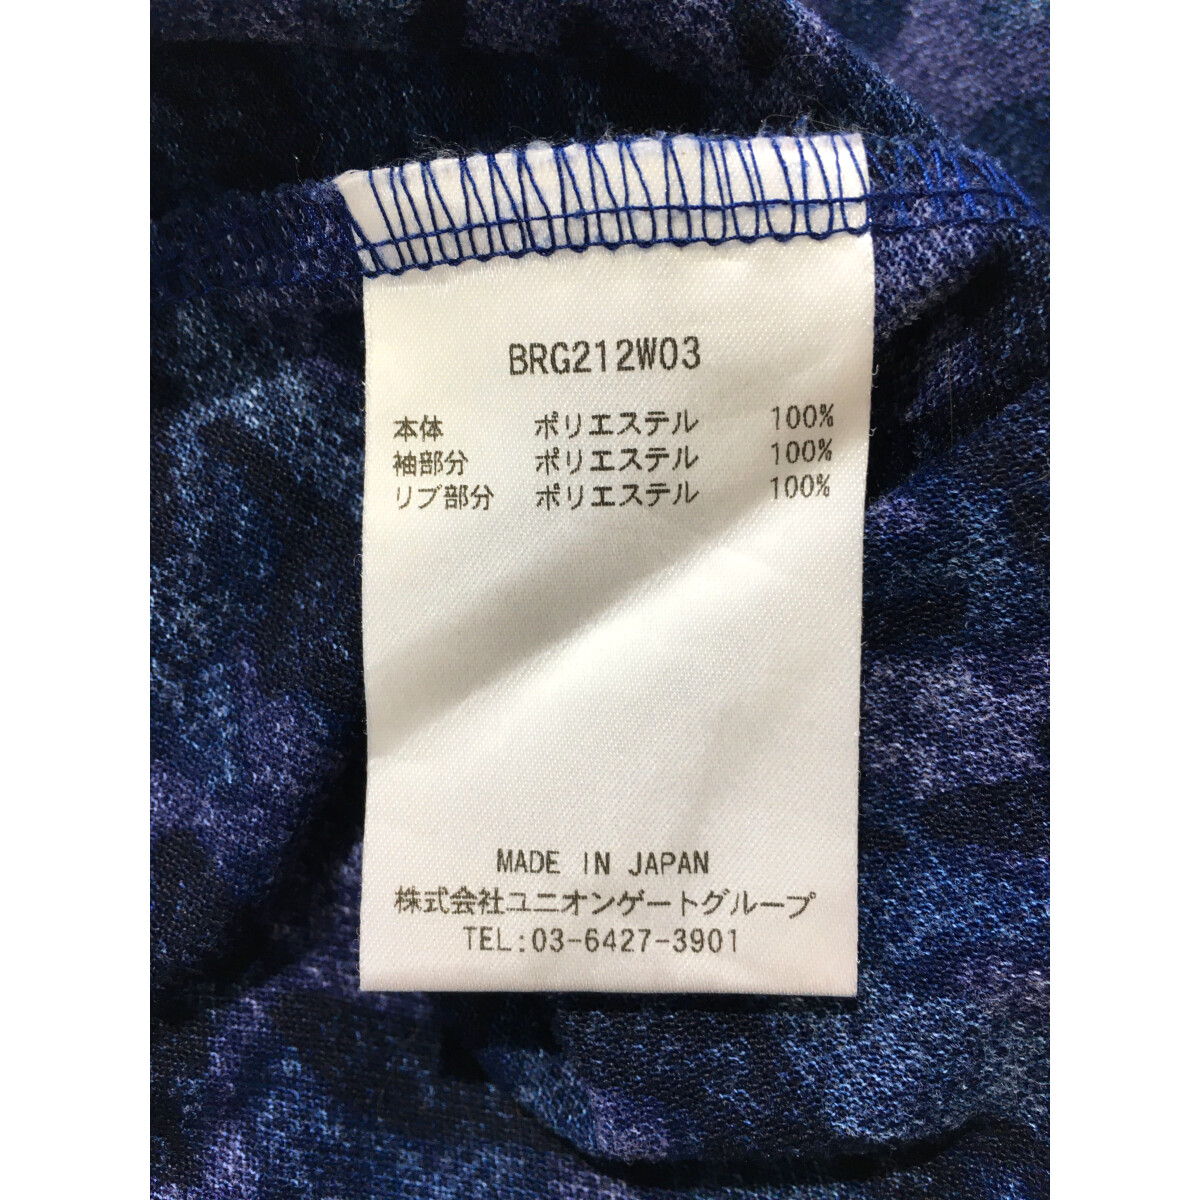 BRG212W03
本体 ポリエステル 100%
袖部分 ポリエステル 100%
リブ部分 ポリエステル 100%
MADE IN JAPAN
株式会社ユニオンゲートグループ
TEL:03-6427-3901